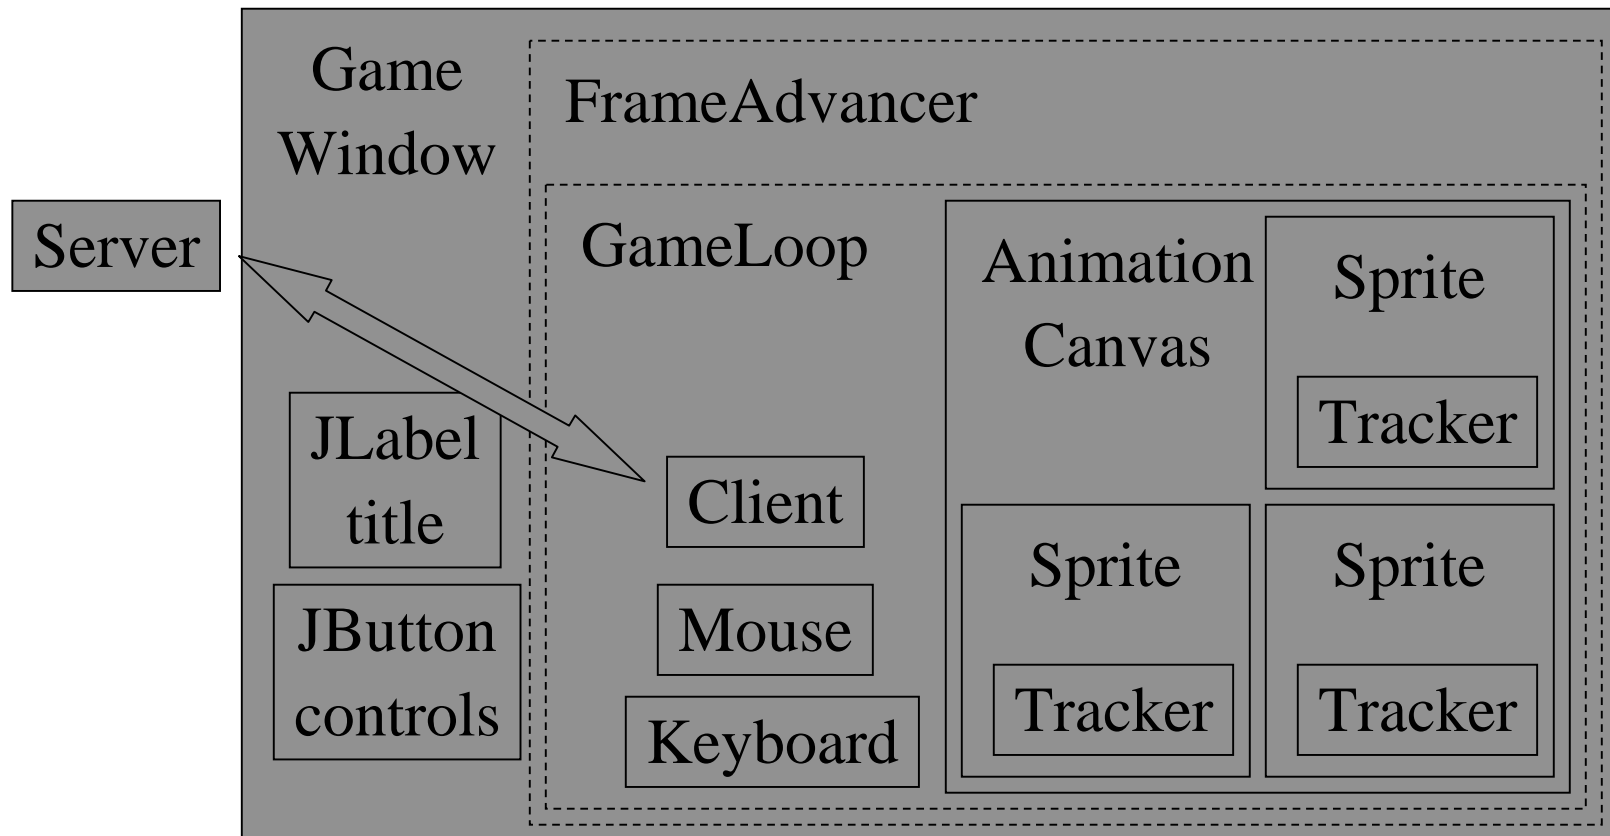 Game
Window
FrameAdvancer
Server
GameLoop
Animation
Canvas
Sprite
Tracker
JLabel
title
Client
Sprite
Tracker
Sprite
Tracker
JButton
controls
Mouse
Keyboard